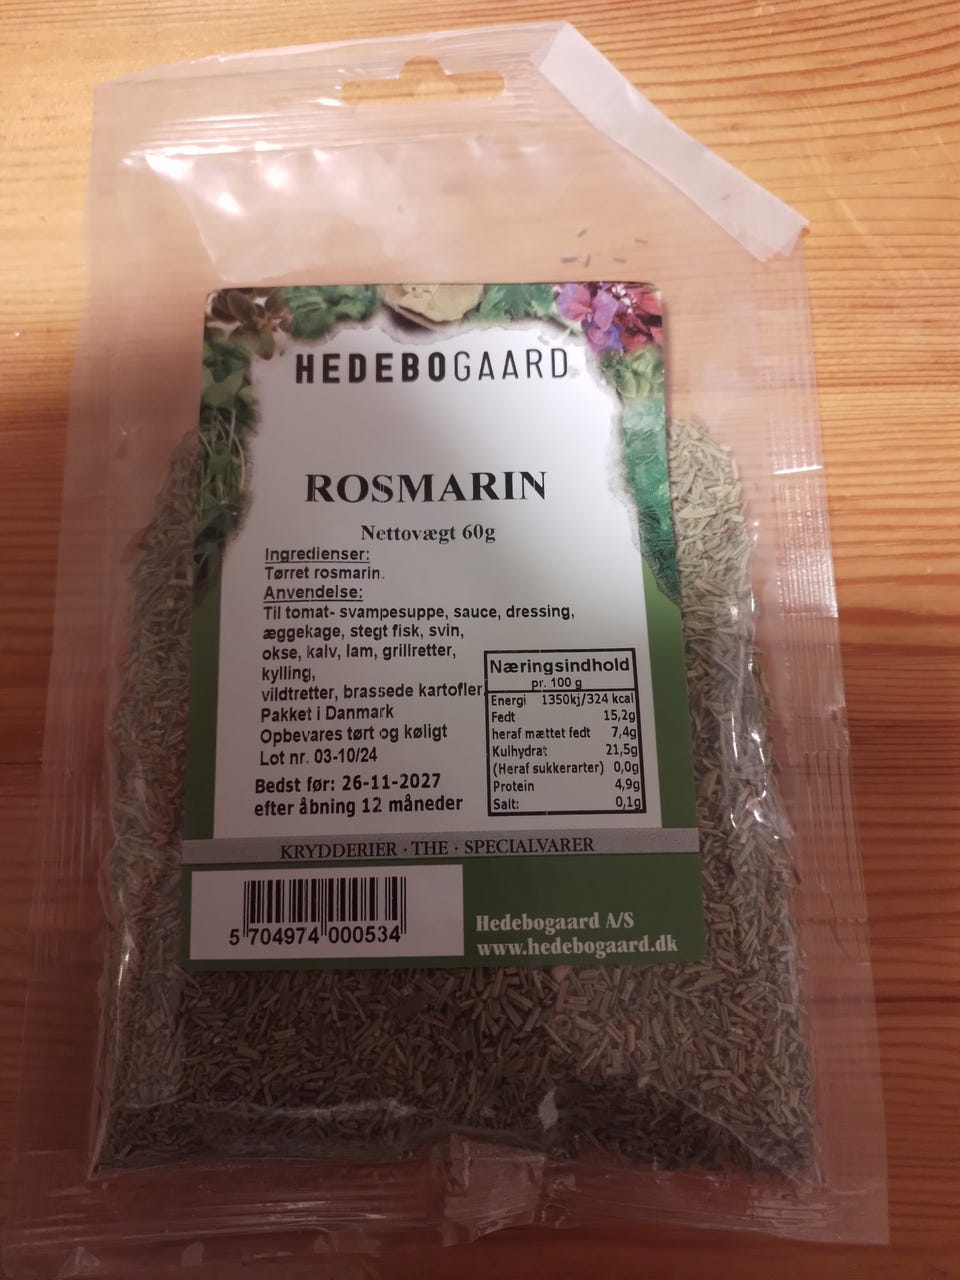 HEDEBOGAARD
ROSMARIN
Nettovægt 60g
Ingredienser:
Tørret rosmarin.
Anvendelse:
Til tomat- svampesuppe, sauce, dressing,
æggekage, stegt fisk, svin,
okse, kalv, lam, grillretter,
kylling,
vildtretter, brassede kartofler
Pakket i Danmark
Opbevares tørt og køligt
Lot nr. 03-10/24
Bedst før: 26-11-2027
efter åbning 12 måneder
Næringsindhold
pr. 100 g
Energi 1350kj/324 kcal
Fedt 15,2g
heraf mættet fedt 7,4g
Kulhydrat 21,5g
(Heraf sukkerarter) 0,0g
Protein 4,9g
Salt: 0,1g
KRYDDERIER · THE · SPECIALVARER
5 704974 000534
Hedebogaard A/S
www.hedebogaard.dk